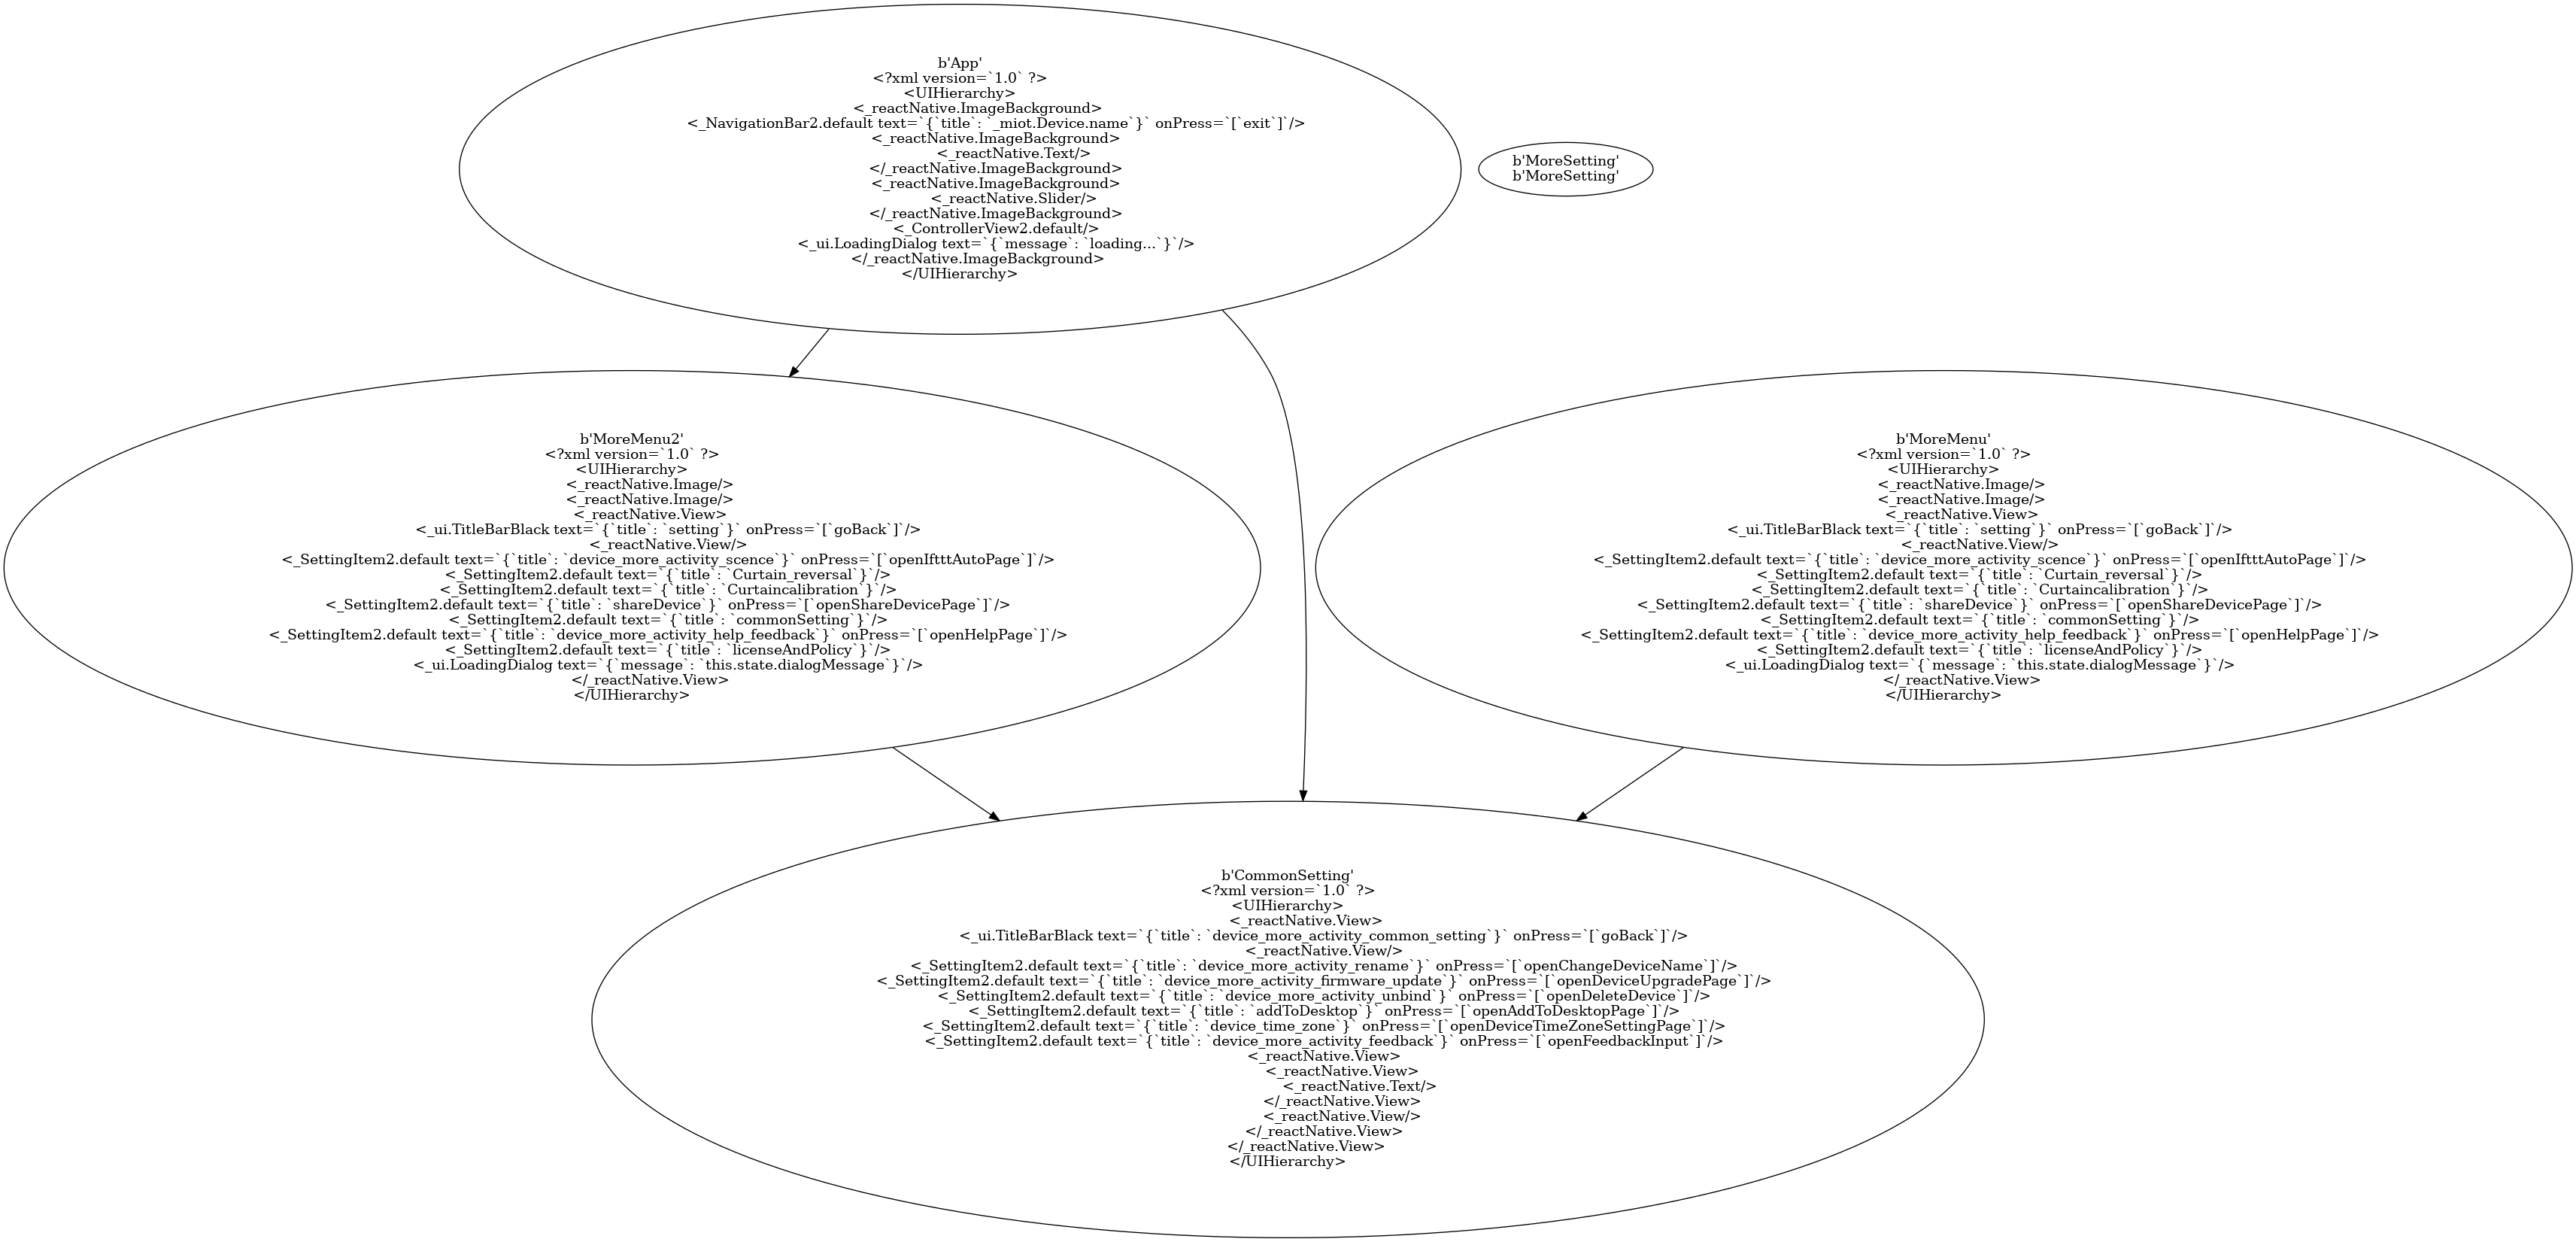 b'App'
<?xml version=`1.0` ?>
<UIHierarchy>
<_reactNative.ImageBackground>
<_NavigationBar2.default text=`{`title`: `_miot.Device.name`}` onPress=`[`exit`]`/>
<_reactNative.ImageBackground>
<_reactNative.Text/>
</_reactNative.ImageBackground>
<_reactNative.ImageBackground>
<_reactNative.Slider/>
</_reactNative.ImageBackground>
<_ControllerView2.default/>
<_ui.LoadingDialog text=`{`message`: `loading...`}`/>
</_reactNative.ImageBackground>
</UIHierarchy>
b'MoreSetting'
b'MoreSetting'
b'MoreMenu2'
<?xml version=`1.0` ?>
<UIHierarchy>
<_reactNative.Image/>
<_reactNative.Image/>
<_reactNative.View>
<_ui.TitleBarBlack text=`{`title`: `setting`}` onPress=`[`goBack`]`/>
<_reactNative.View/>
<_SettingItem2.default text=`{`title`: `device_more_activity_scence`}` onPress=`[`openIftttAutoPage`]`/>
<_SettingItem2.default text=`{`title`: `Curtain_reversal`}`/>
<_SettingItem2.default text=`{`title`: `Curtaincalibration`}`/>
<_SettingItem2.default text=`{`title`: `shareDevice`}` onPress=`[`openShareDevicePage`]`/>
<_SettingItem2.default text=`{`title`: `commonSetting`}`/>
<_SettingItem2.default text=`{`title`: `device_more_activity_help_feedback`}` onPress=`[`openHelpPage`]`/>
<_SettingItem2.default text=`{`title`: `licenseAndPolicy`}`/>
<_ui.LoadingDialog text=`{`message`: `this.state.dialogMessage`}`/>
</_reactNative.View>
</UIHierarchy>
b'MoreMenu'
<?xml version=`1.0` ?>
<UIHierarchy>
<_reactNative.Image/>
<_reactNative.Image/>
<_reactNative.View>
<_ui.TitleBarBlack text=`{`title`: `setting`}` onPress=`[`goBack`]`/>
<_reactNative.View/>
<_SettingItem2.default text=`{`title`: `device_more_activity_scence`}` onPress=`[`openIftttAutoPage`]`/>
<_SettingItem2.default text=`{`title`: `Curtain_reversal`}`/>
<_SettingItem2.default text=`{`title`: `Curtaincalibration`}`/>
<_SettingItem2.default text=`{`title`: `shareDevice`}` onPress=`[`openShareDevicePage`]`/>
<_SettingItem2.default text=`{`title`: `commonSetting`}`/>
<_SettingItem2.default text=`{`title`: `device_more_activity_help_feedback`}` onPress=`[`openHelpPage`]`/>
<_SettingItem2.default text=`{`title`: `licenseAndPolicy`}`/>
<_ui.LoadingDialog text=`{`message`: `this.state.dialogMessage`}`/>
</_reactNative.View>
</UIHierarchy>
b'CommonSetting'
<?xml version=`1.0` ?>
<UIHierarchy>
<_reactNative.View>
<_ui.TitleBarBlack text=`{`title`: `device_more_activity_common_setting`}` onPress=`[`goBack`]`/>
<_reactNative.View/>
<_SettingItem2.default text=`{`title`: `device_more_activity_rename`}` onPress=`[`openChangeDeviceName`]`/>
<_SettingItem2.default text=`{`title`: `device_more_activity_firmware_update`}` onPress=`[`openDeviceUpgradePage`]`/>
<_SettingItem2.default text=`{`title`: `device_more_activity_unbind`}` onPress=`[`openDeleteDevice`]`/>
<_SettingItem2.default text=`{`title`: `addToDesktop`}` onPress=`[`openAddToDesktopPage`]`/>
<_SettingItem2.default text=`{`title`: `device_time_zone`}` onPress=`[`openDeviceTimeZoneSettingPage`]`/>
<_SettingItem2.default text=`{`title`: `device_more_activity_feedback`}` onPress=`[`openFeedbackInput`]`/>
<_reactNative.View>
<_reactNative.View>
<_reactNative.Text/>
</_reactNative.View>
<_reactNative.View/>
</_reactNative.View>
</_reactNative.View>
</UIHierarchy>